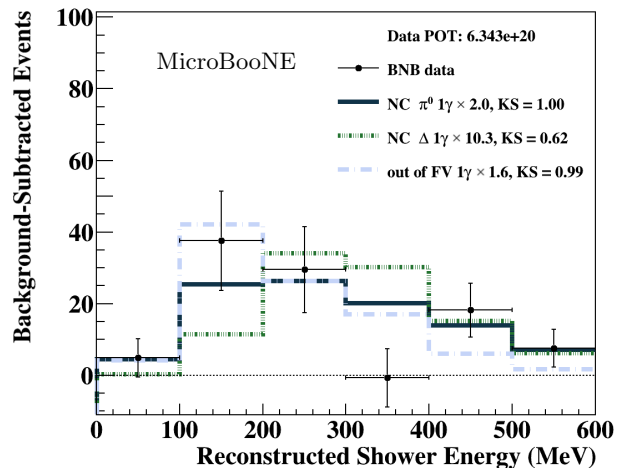 100
80
60
40
20
0
Background-Subtracted Events
MicroBooNE
Data POT: 6.343e+20
BNB data
NC π⁰ 1γ × 2.0, KS = 1.00
NC Δ 1γ × 10.3, KS = 0.62
out of FV 1γ × 1.6, KS = 0.99
0 100 200 300 400 500 600
Reconstructed Shower Energy (MeV)